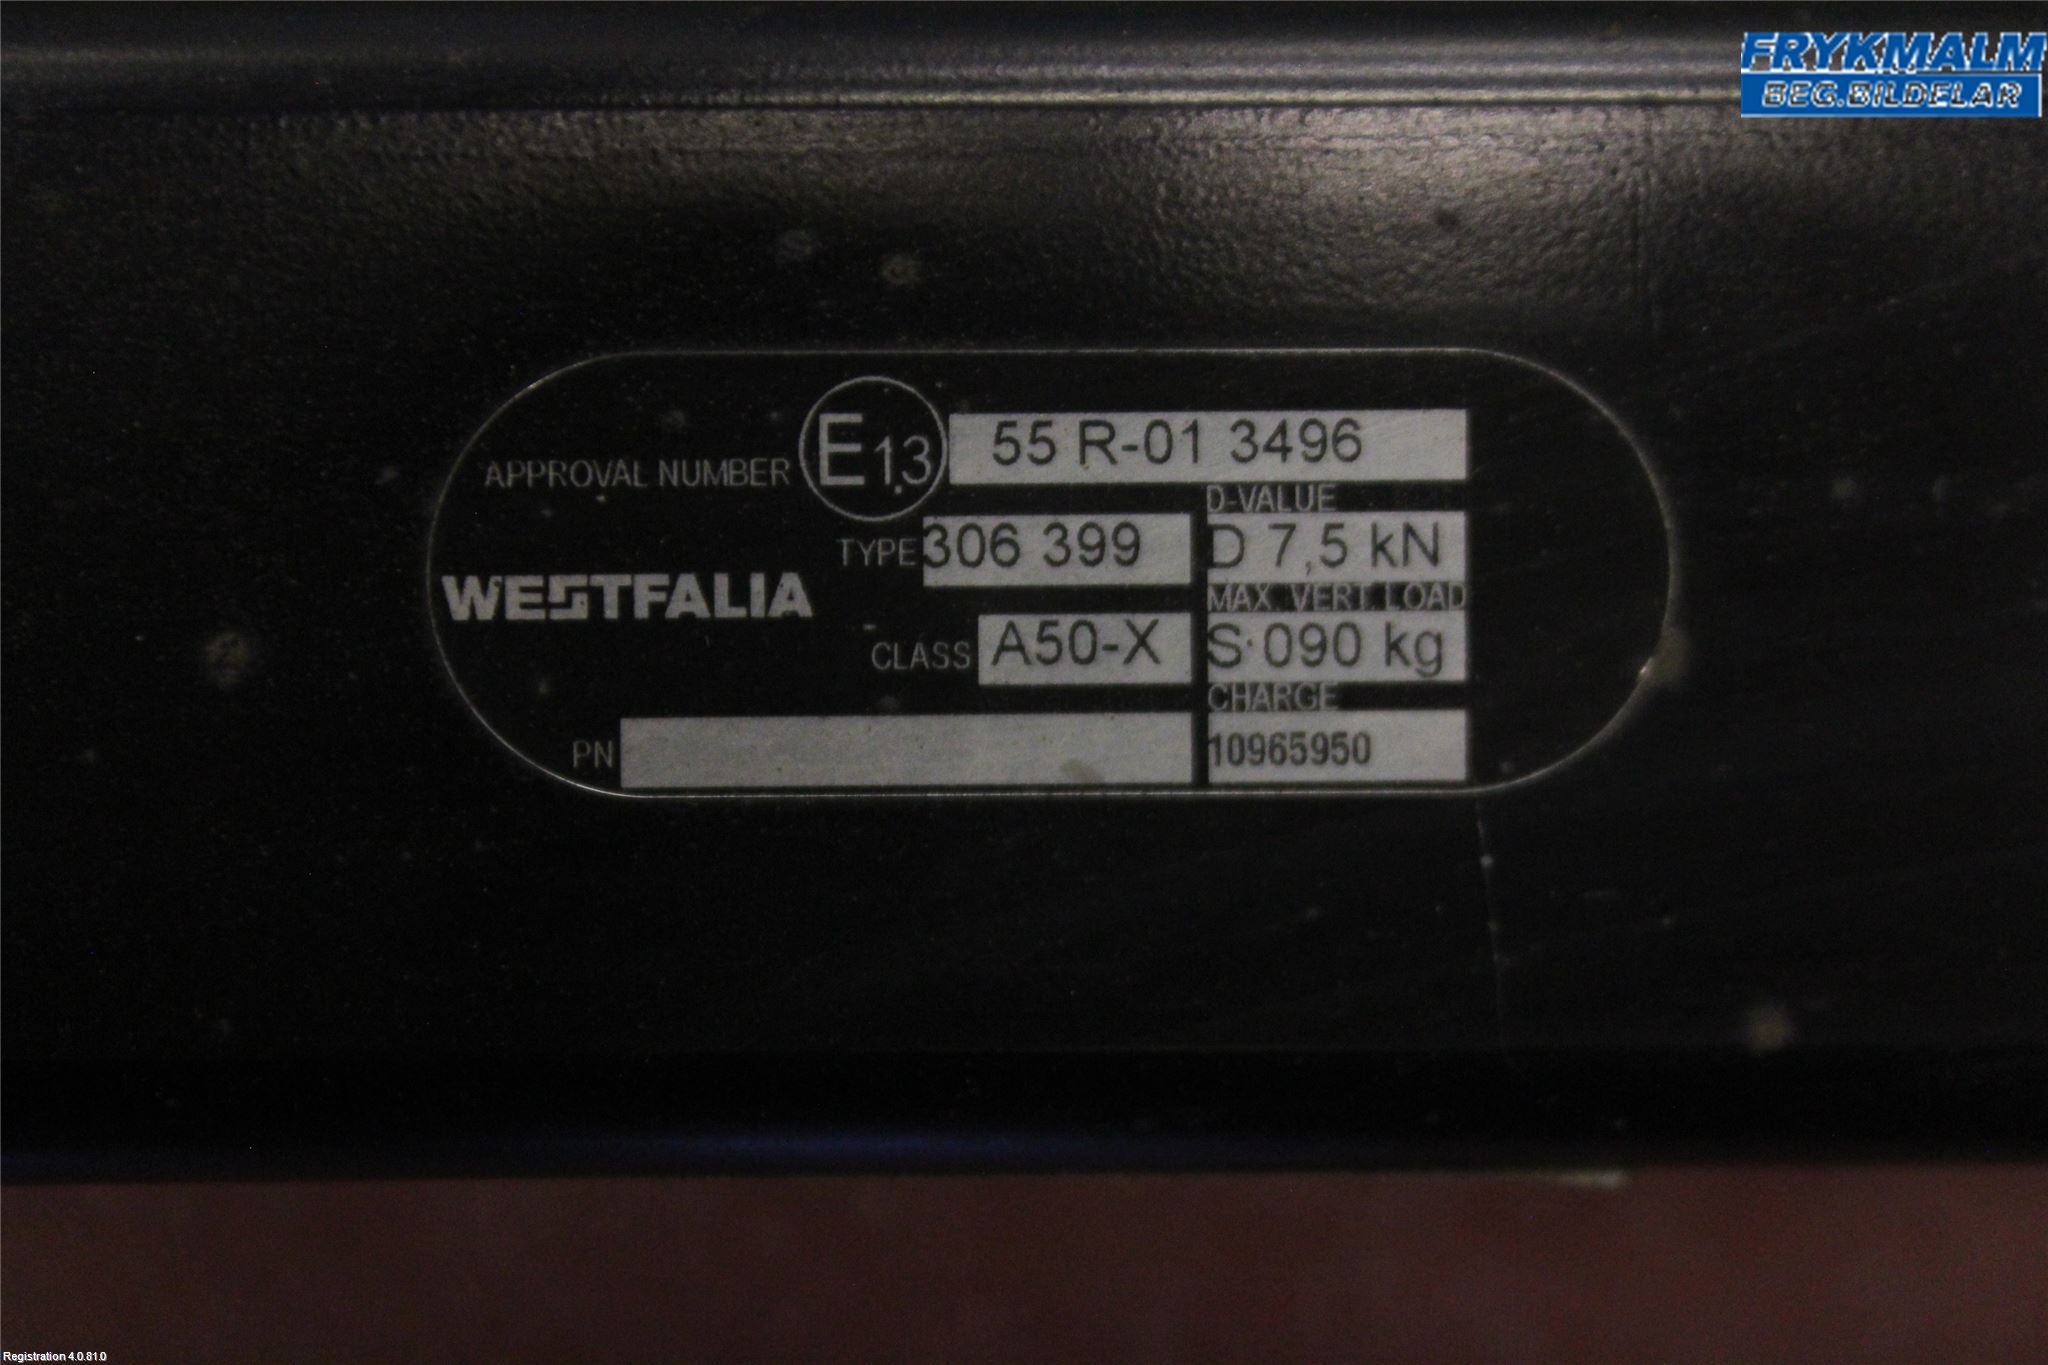 FRYKMALM
BEG.BILDELAR
APPROVAL NUMBER E13 55 R-01 3496
D-VALUE
TYPE 306 399 D 7,5 kN
WESTFALIA
MAX. VERT. LOAD
CLASS A50-X S 090 kg
CHARGE
PN 10965950
Registration 4.0.81.0